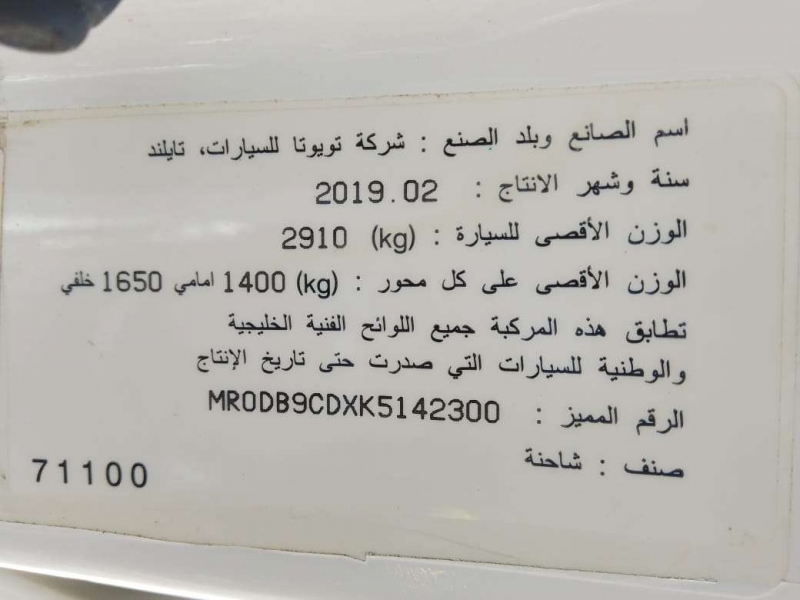 اسم الصانع وبلد الصنع : شركة تويوتا للسيارات، تايلند
سنة وشهر الانتاج : 2019.02
الوزن الأقصى للسيارة : (kg) 2910
الوزن الأقصى على كل محور : (kg) 1400 امامي 1650 خلفي
تطابق هذه المركبة جميع اللوائح الفنية الخليجية
والوطنية للسيارات التي صدرت حتى تاريخ الإنتاج
الرقم المميز : MR0DB9CDXK5142300
صنف : شاحنة
71100